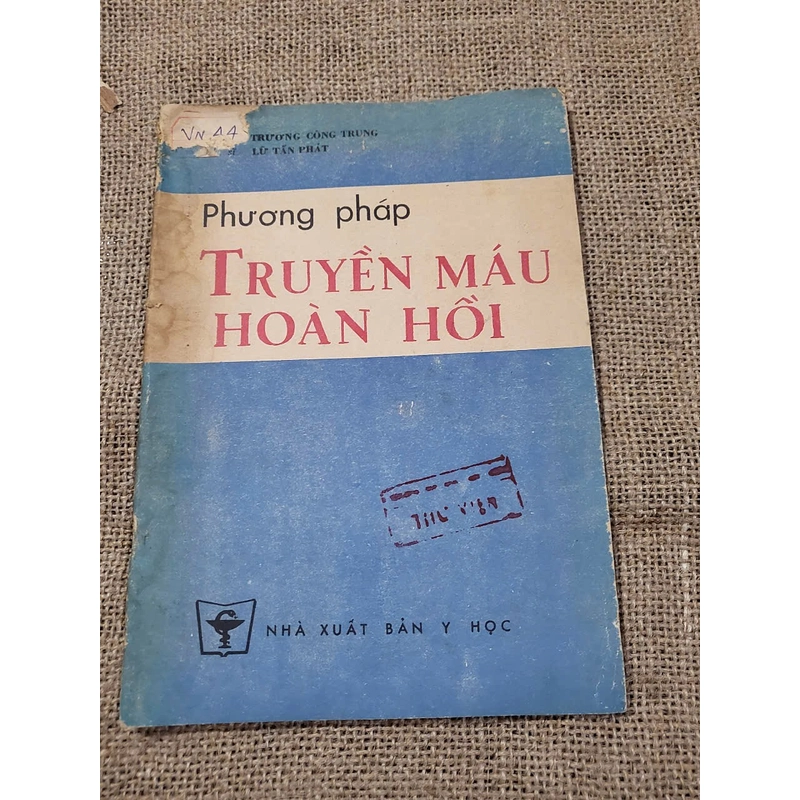 VN 44
TRƯƠNG CÔNG TRUNG
LỮ TẤN PHÁT
Phương pháp
TRUYỀN MÁU
HOÀN HỒI
THƯ VIỆN
NHÀ XUẤT BẢN Y HỌC